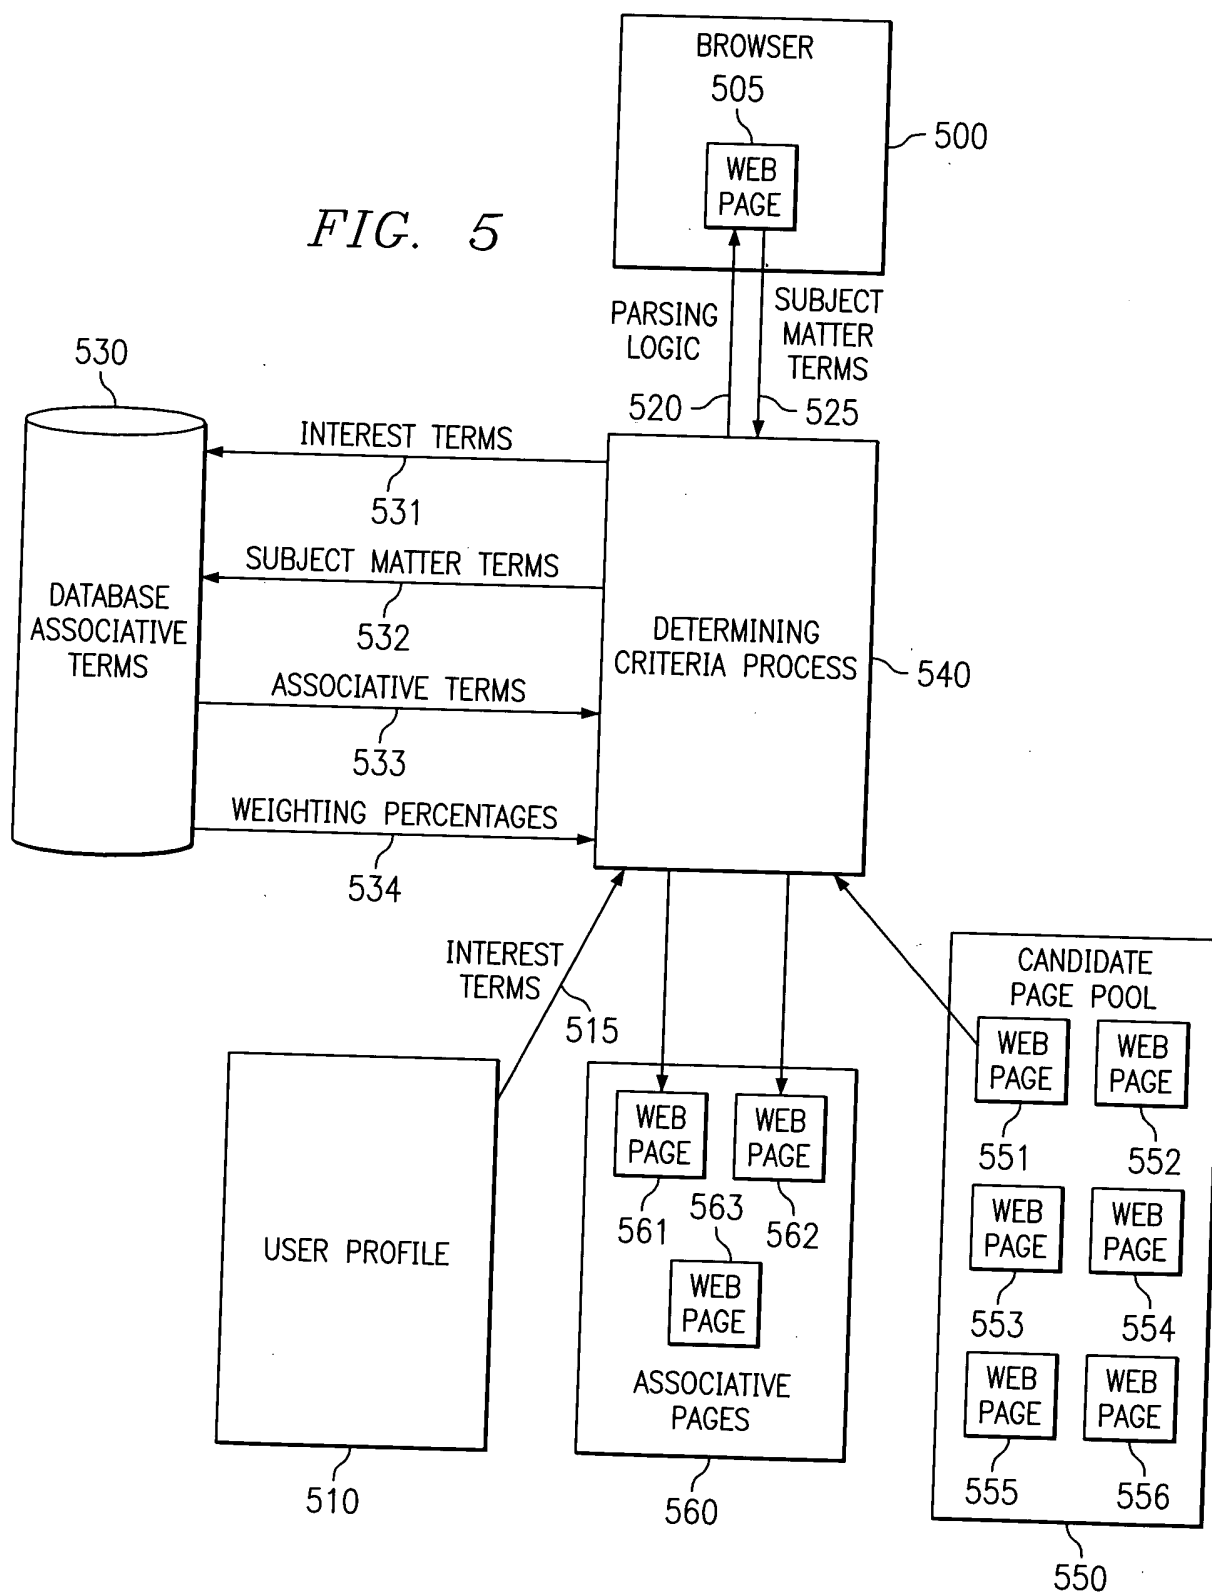 BROWSER
505
WEB
PAGE
500
FIG. 5
PARSING
LOGIC
SUBJECT
MATTER
TERMS
520
525
530
INTEREST TERMS
531
SUBJECT MATTER TERMS
532
DATABASE
ASSOCIATIVE
TERMS
DETERMINING
CRITERIA PROCESS
540
ASSOCIATIVE TERMS
533
WEIGHTING PERCENTAGES
534
INTEREST
TERMS
515
USER PROFILE
510
WEB
PAGE
561
WEB
PAGE
562
563
WEB
PAGE
ASSOCIATIVE
PAGES
560
CANDIDATE
PAGE POOL
WEB
PAGE
551
WEB
PAGE
552
WEB
PAGE
553
WEB
PAGE
554
WEB
PAGE
555
WEB
PAGE
556
550